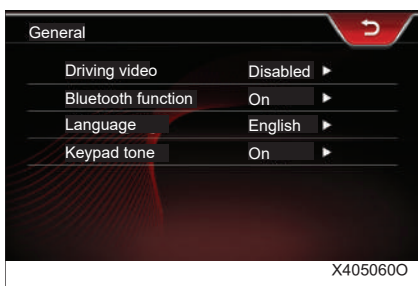 General
Driving video Disabled
Bluetooth function On
Language English
Keypad tone On
X405060O